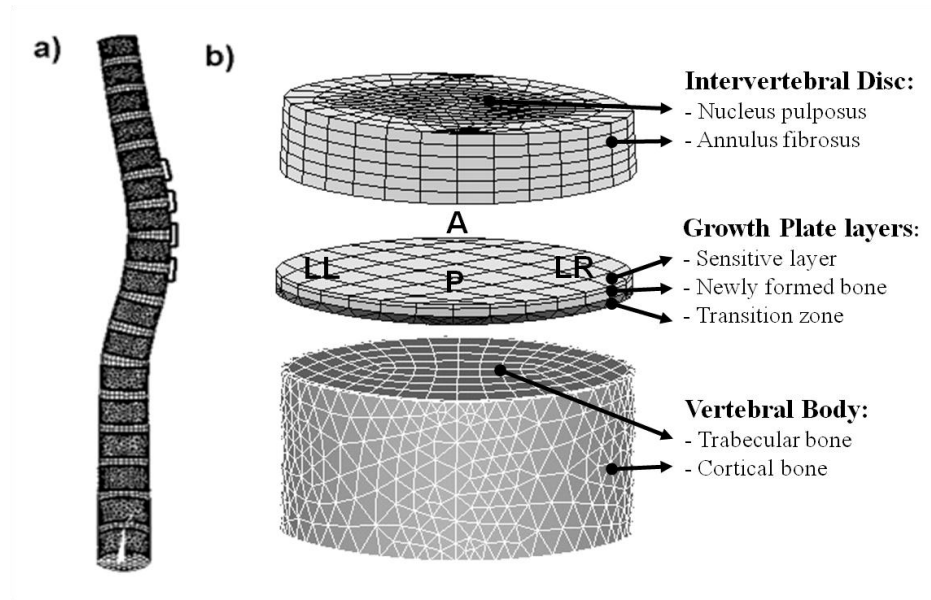 a)
b)
Intervertebral Disc:
- Nucleus pulposus
- Annulus fibrosus
A
Growth Plate layers:
LL
LR
P
- Sensitive layer
- Newly formed bone
- Transition zone
Vertebral Body:
- Trabecular bone
- Cortical bone